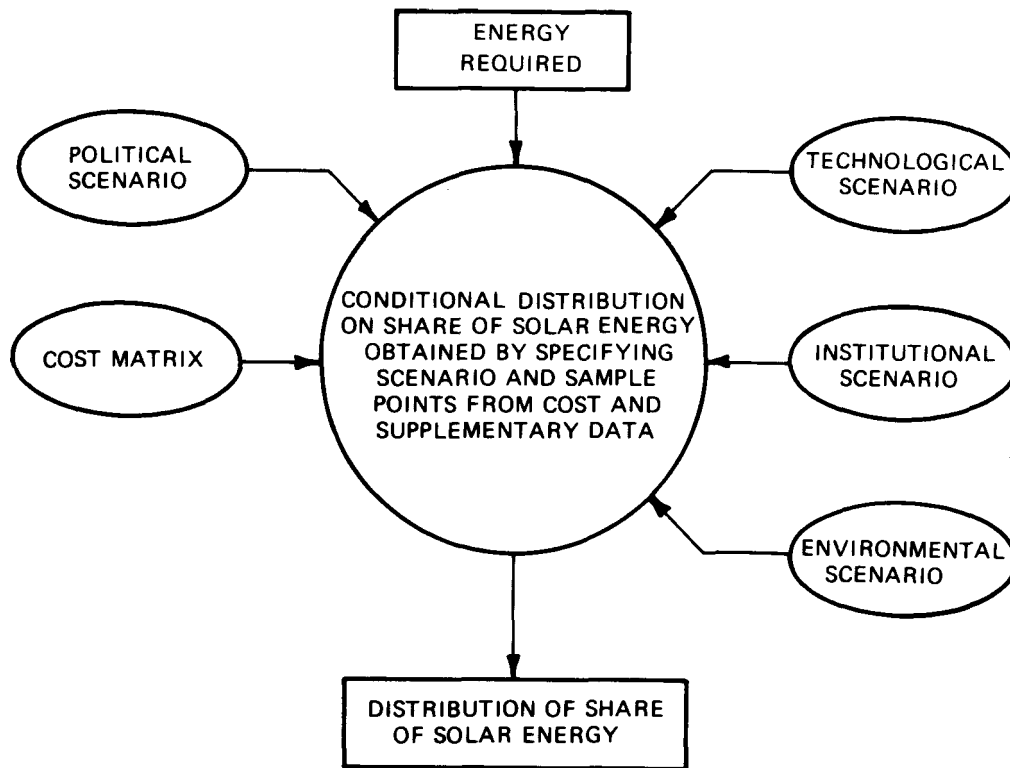 ENERGY
REQUIRED
POLITICAL
SCENARIO
TECHNOLOGICAL
SCENARIO
COST MATRIX
CONDITIONAL DISTRIBUTION
ON SHARE OF SOLAR ENERGY
OBTAINED BY SPECIFYING
SCENARIO AND SAMPLE
POINTS FROM COST AND
SUPPLEMENTARY DATA
INSTITUTIONAL
SCENARIO
ENVIRONMENTAL
SCENARIO
DISTRIBUTION OF SHARE
OF SOLAR ENERGY